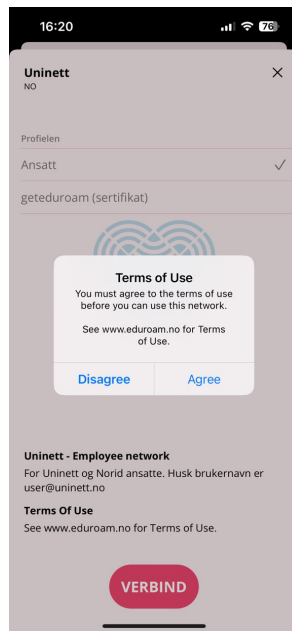 16:20
76
Uninett
NO
Profielen
Ansatt
geteduroam (sertifikat)
Terms of Use
You must agree to the terms of use
before you can use this network.
See www.eduroam.no for Terms
of Use.
Disagree
Agree
Uninett - Employee network
For Uninett og Norid ansatte. Husk brukernavn er
user@uninett.no
Terms Of Use
See www.eduroam.no for Terms of Use.
VERBIND